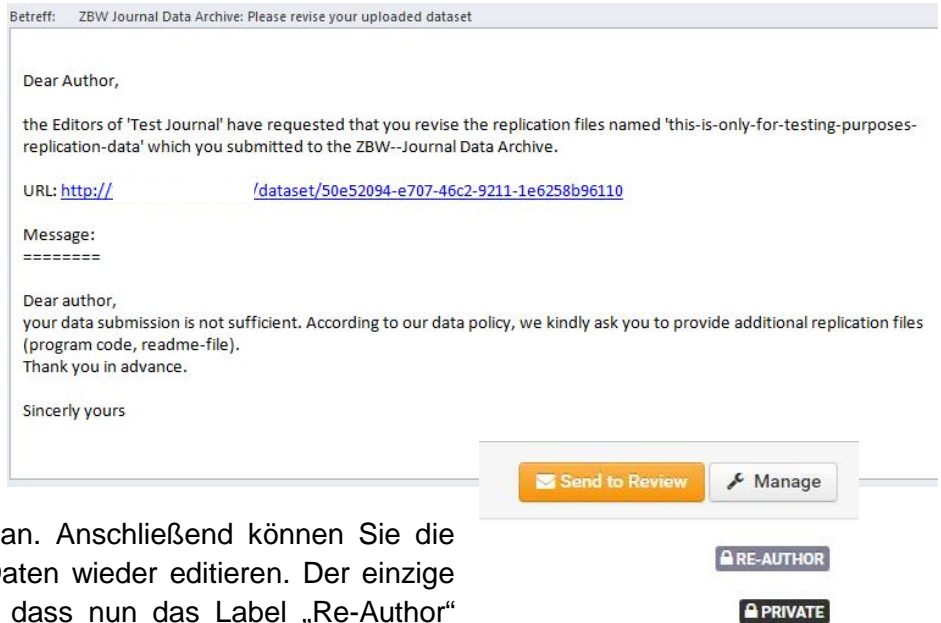 Betreff: ZBW Journal Data Archive: Please revise your uploaded dataset
Dear Author,
the Editors of 'Test Journal' have requested that you revise the replication files named 'this-is-only-for-testing-purposes-
replication-data' which you submitted to the ZBW--Journal Data Archive.
URL: http:// /dataset/50e52094-e707-46c2-9211-1e6258b96110
Message:
========
Dear author,
your data submission is not sufficient. According to our data policy, we kindly ask you to provide additional replication files
(program code, readme-file).
Thank you in advance.
Sincerly yours
Send to Review Manage
an. Anschließend können Sie die
RE-AUTHOR
Daten wieder editieren. Der einzige
dass nun das Label „Re-Author“
PRIVATE